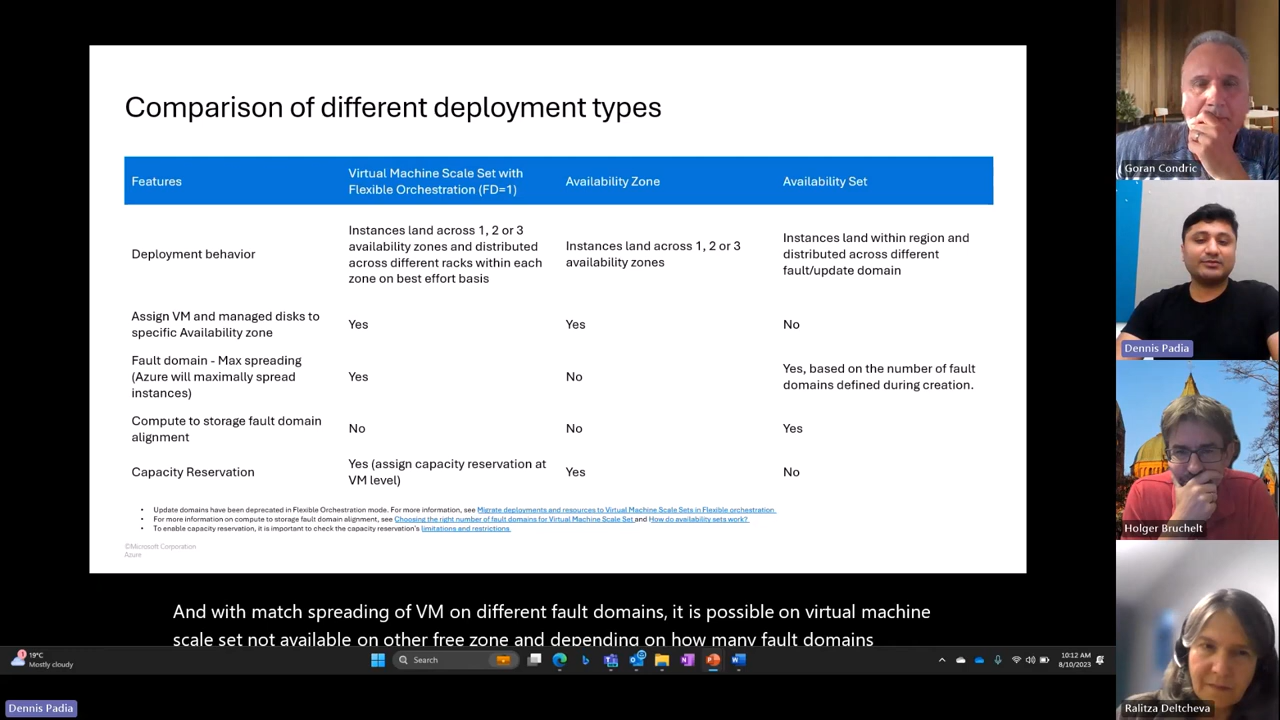 Comparison of different deployment types
Features
Virtual Machine Scale Set with
Flexible Orchestration (FD=1)
Availability Zone
Availability Set
Deployment behavior
Instances land across 1, 2 or 3
availability zones and distributed
across different racks within each
zone on best effort basis
Instances land across 1, 2 or 3
availability zones
Instances land within region and
distributed across different
fault/update domain
Assign VM and managed disks to
specific Availability zone
Yes
Yes
No
Fault domain - Max spreading
(Azure will maximally spread
instances)
Yes
No
Yes, based on the number of fault
domains defined during creation.
Compute to storage fault domain
alignment
No
No
Yes
Capacity Reservation
Yes (assign capacity reservation at
VM level)
Yes
No
• Update domains have been deprecated in Flexible Orchestration mode. For more information, see Migrate deployments and resources to Virtual Machine Scale Sets in Flexible orchestration
• For more information on compute to storage fault domain alignment, see Choosing the right number of fault domains for Virtual Machine Scale Set and How do availability sets work?
• To enable capacity reservation, it is important to check the capacity reservation's limitations and restrictions.
©Microsoft Corporation
Azure
And with match spreading of VM on different fault domains, it is possible on virtual machine
scale set not available on other free zone and depending on how many fault domains
1
19°C
Mostly cloudy
Search
10:12 AM
8/10/2023
Dennis Padia
Goran Condric
Dennis Padia
Holger Bruchelt
Ralitza Deltcheva